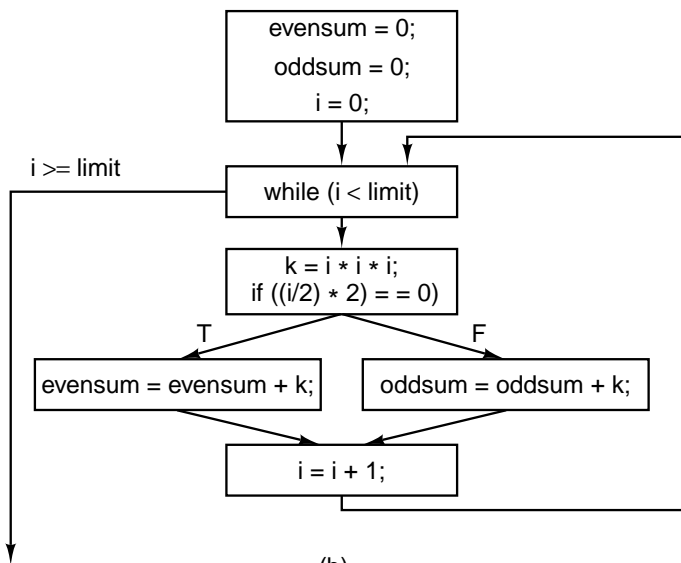 evensum = 0;
oddsum = 0;
i = 0;
i >= limit
while (i < limit)
k = i * i * i;
if ((i/2) * 2) = = 0)
T
F
evensum = evensum + k;
oddsum = oddsum + k;
i = i + 1;